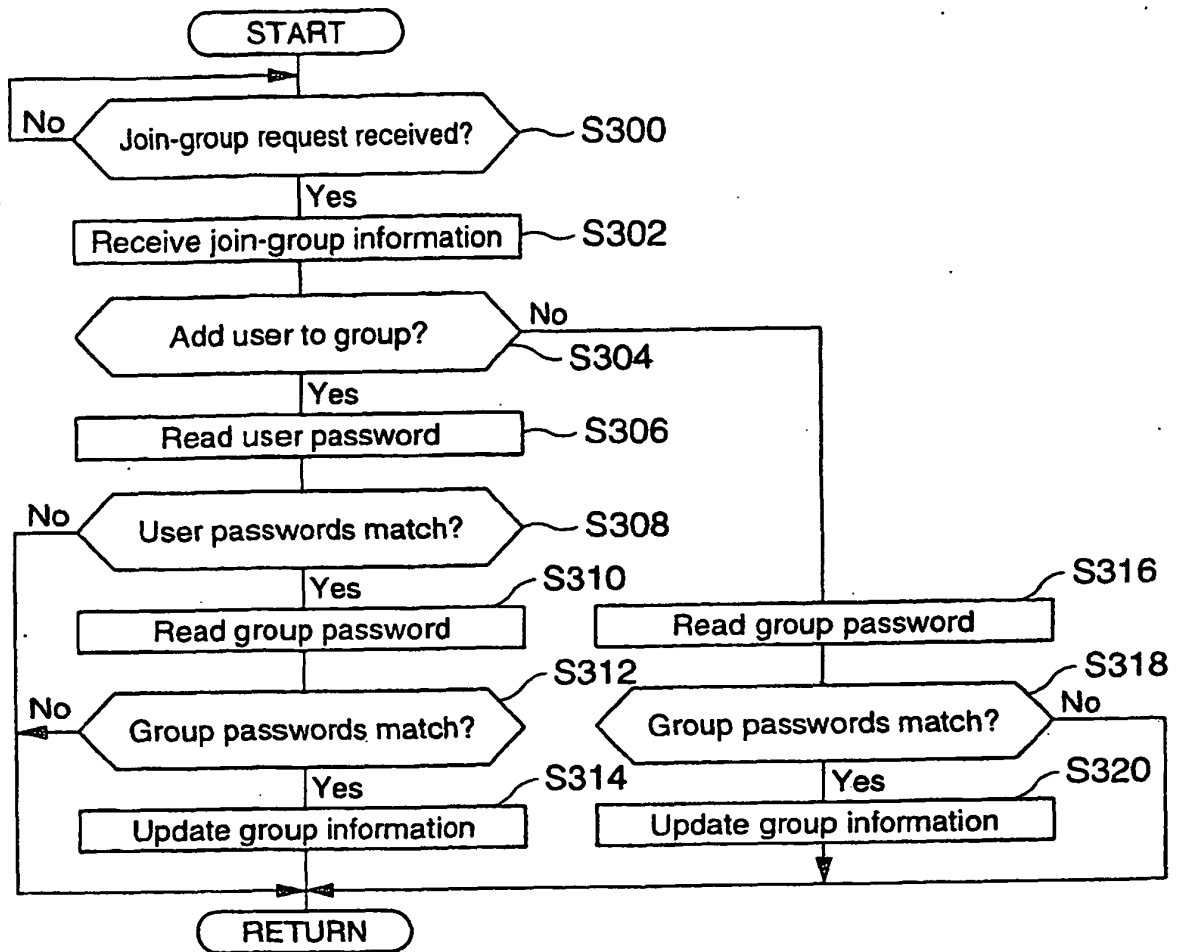 START
No
Join-group request received?
S300
Yes
Receive join-group information
S302
Add user to group?
No
S304
Yes
Read user password
S306
No
User passwords match?
S308
Yes
S310
Read group password
S316
Read group password
S312
No
Group passwords match?
S318
Group passwords match?
No
Yes
S314
Update group information
Yes
S320
Update group information
RETURN